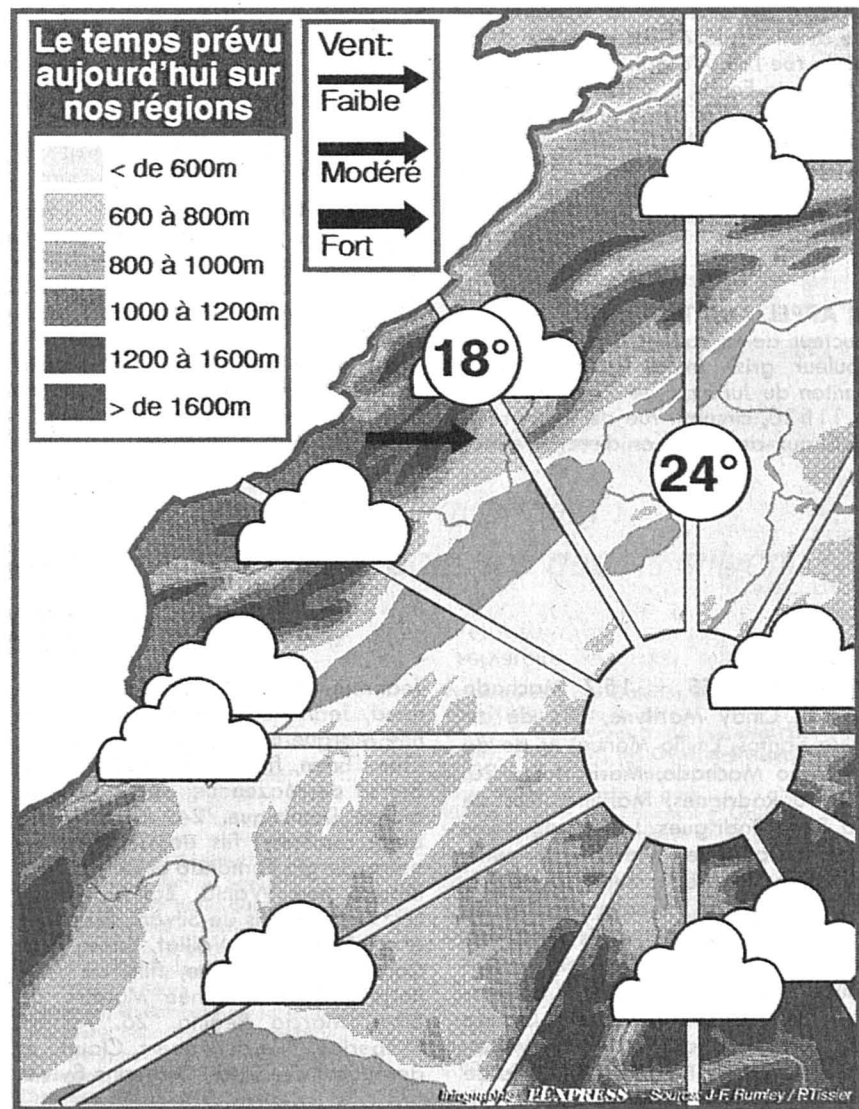 Le temps prévu
aujourd'hui sur
nos régions
< de 600m
600 à 800m
800 à 1000m
1000 à 1200m
1200 à 1600m
> de 1600m
Vent:
Faible
Modéré
Fort
18°
24°
Infographie L'EXPRESS Source: J-F. Rumley / P.Tissier